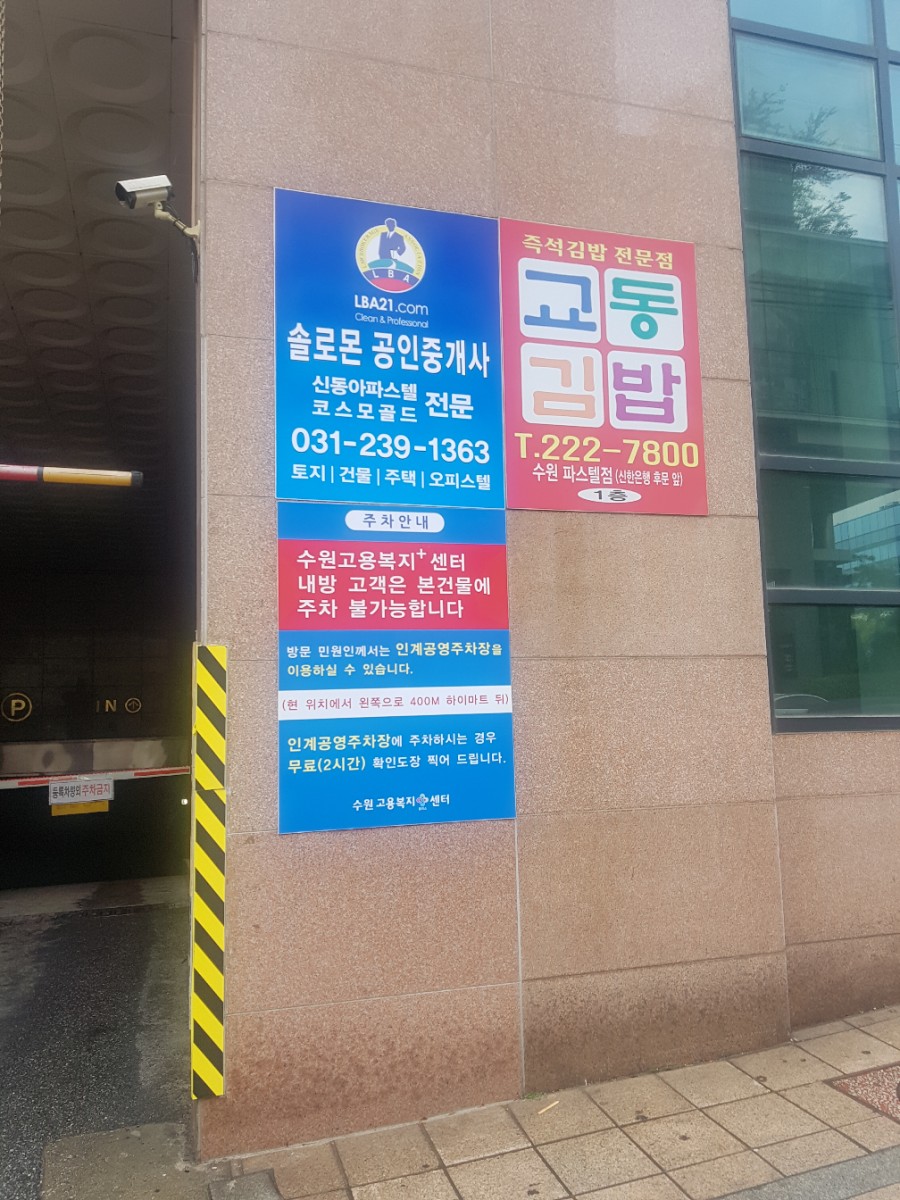 LBA
LBA21.com
Clean & Professional
솔로몬 공인중개사
신동아파스텔
코스모골드
전문
031-239-1363
토지|건물|주택|오피스텔
즉석김밥 전문점
교동
김밥
T.222-7800
수원 파스텔점 (신한은행 후문 앞)
1층
주차안내
수원고용복지+센터
내방 고객은 본건물에
주차 불가능합니다
방문 민원인께서는 인계공영주차장을
이용하실 수 있습니다.
(현 위치에서 왼쪽으로 400M 하이마트 뒤)
인계공영주차장에 주차하시는 경우
무료(2시간) 확인도장 찍어 드립니다.
수원 고용복지+센터
P
IN
등록차량외 주차금지